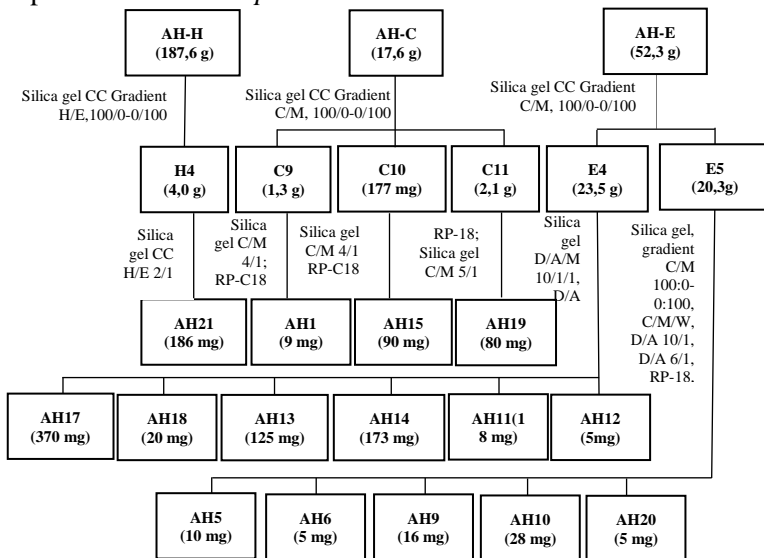 AH-H
(187,6 g)
AH-C
(17,6 g)
AH-E
(52,3 g)
Silica gel CC Gradient
H/E,100/0-0/100
Silica gel CC Gradient
C/M, 100/0-0/100
Silica gel CC Gradient
C/M, 100/0-0/100
H4
(4,0 g)
C9
(1,3 g)
C10
(177 mg)
C11
(2,1 g)
E4
(23,5 g)
E5
(20,3g)
Silica
gel CC
H/E 2/1
Silica
gel C/M
4/1;
RP-C18
Silica gel
C/M 4/1
RP-C18
RP-18;
Silica gel
C/M 5/1
Silica
gel
D/A/M
10/1/1,
D/A
Silica gel,
gradient
C/M
100:0-
0:100,
C/M/W,
D/A 10/1,
D/A 6/1,
RP-18.
AH21
(186 mg)
AH1
(9 mg)
AH15
(90 mg)
AH19
(80 mg)
AH17
(370 mg)
AH18
(20 mg)
AH13
(125 mg)
AH14
(173 mg)
AH11(1
8 mg)
AH12
(5mg)
AH5
(10 mg)
AH6
(5 mg)
AH9
(16 mg)
AH10
(28 mg)
AH20
(5 mg)